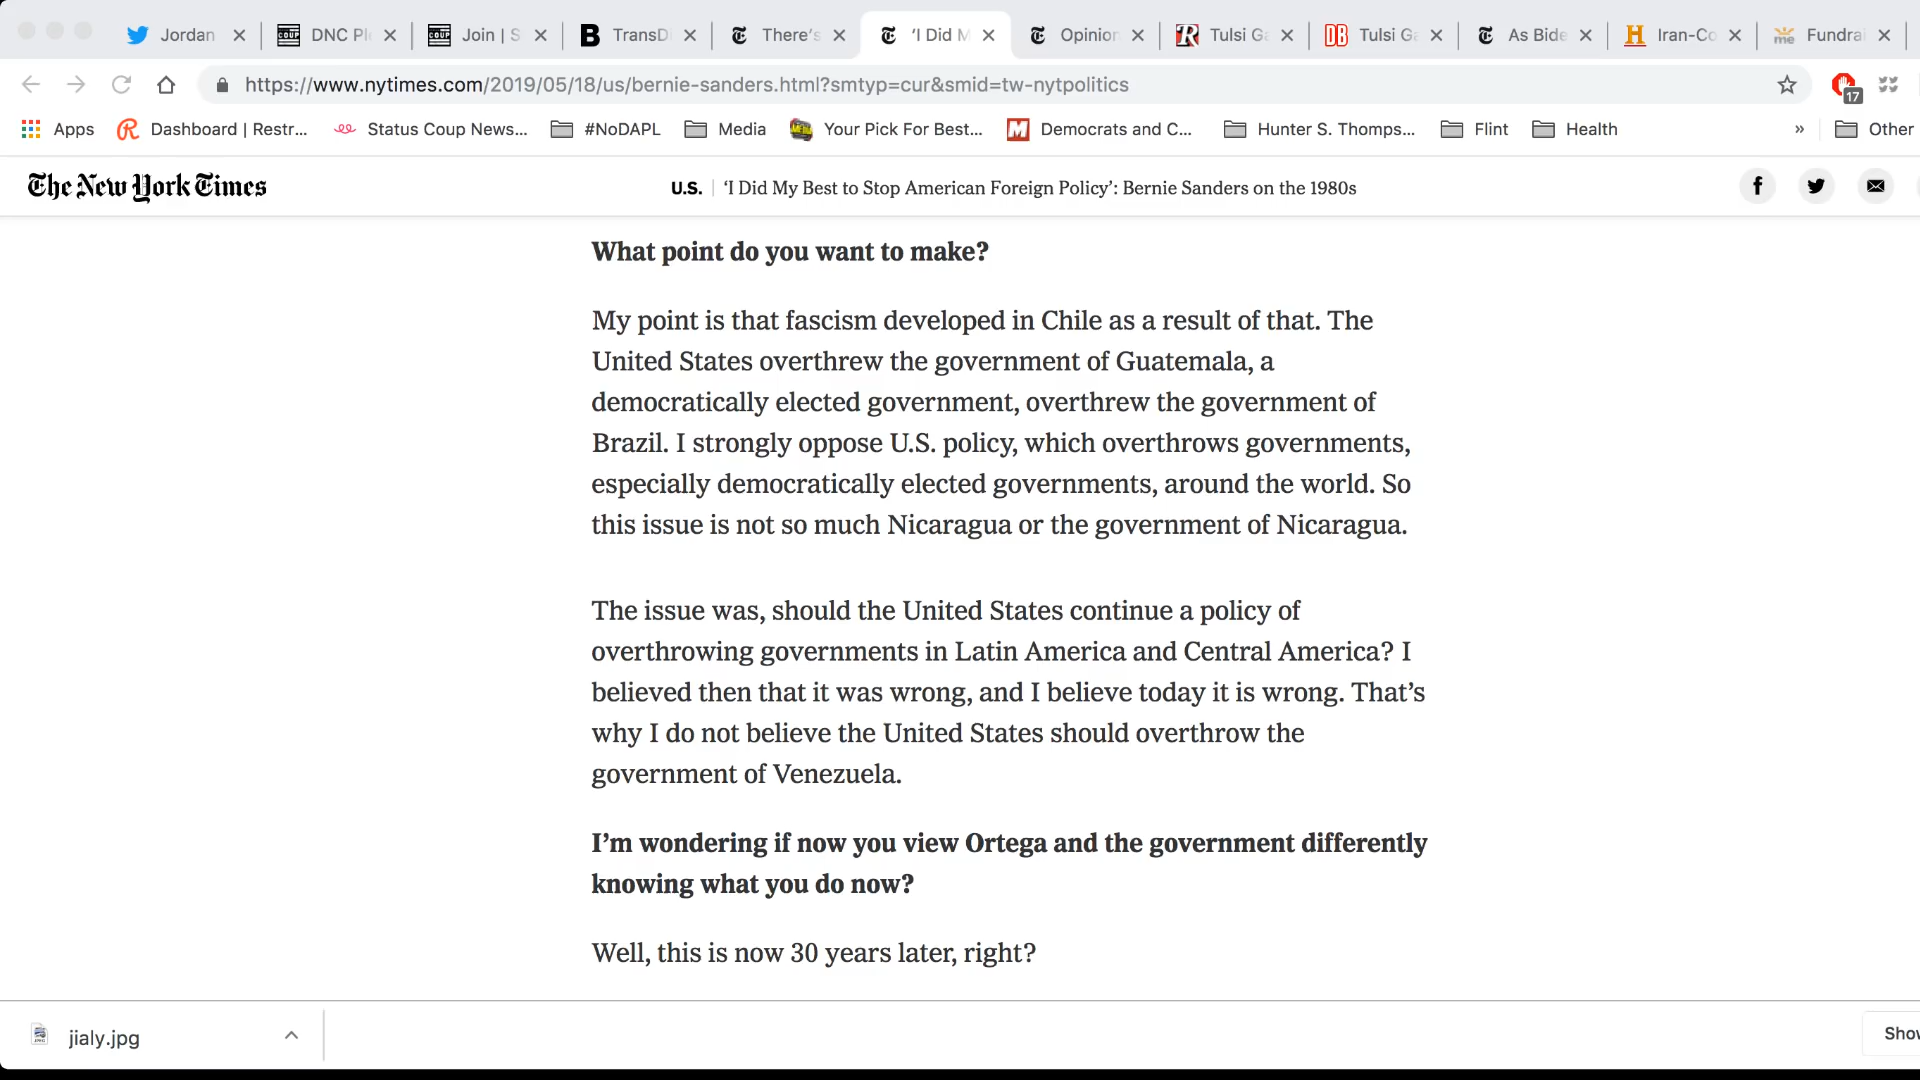 Jordan
DNC Pl
Join | S
TransD
There's
'I Did M
Opinion
Tulsi Ga
Tulsi Ga
As Bide
Iran-Co
Fundrai
https://www.nytimes.com/2019/05/18/us/bernie-sanders.html?smtyp=cur&smid=tw-nytpolitics
17
Apps
Dashboard | Restr...
Status Coup News...
#NoDAPL
Media
Your Pick For Best...
Democrats and C...
Hunter S. Thomps...
Flint
Health
»
Other
The New York Times
U.S. | 'I Did My Best to Stop American Foreign Policy': Bernie Sanders on the 1980s
What point do you want to make?
My point is that fascism developed in Chile as a result of that. The
United States overthrew the government of Guatemala, a
democratically elected government, overthrew the government of
Brazil. I strongly oppose U.S. policy, which overthrows governments,
especially democratically elected governments, around the world. So
this issue is not so much Nicaragua or the government of Nicaragua.
The issue was, should the United States continue a policy of
overthrowing governments in Latin America and Central America? I
believed then that it was wrong, and I believe today it is wrong. That's
why I do not believe the United States should overthrow the
government of Venezuela.
I'm wondering if now you view Ortega and the government differently
knowing what you do now?
Well, this is now 30 years later, right?
jialy.jpg
Show